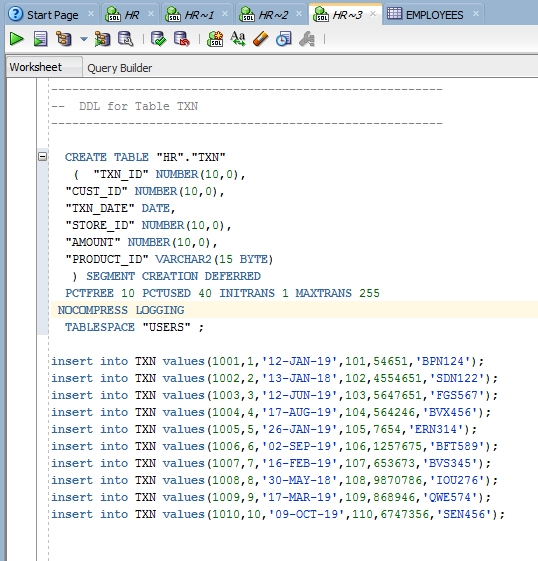 Start Page HR HR~1 HR~2 HR~3 EMPLOYEES
Worksheet Query Builder
--------------------------------------------------------
--  DDL for Table TXN
--------------------------------------------------------
CREATE TABLE "HR"."TXN"
( "TXN_ID" NUMBER(10,0),
"CUST_ID" NUMBER(10,0),
"TXN_DATE" DATE,
"STORE_ID" NUMBER(10,0),
"AMOUNT" NUMBER(10,0),
"PRODUCT_ID" VARCHAR2(15 BYTE)
) SEGMENT CREATION DEFERRED
PCTFREE 10 PCTUSED 40 INITRANS 1 MAXTRANS 255
NOCOMPRESS LOGGING
TABLESPACE "USERS" ;
insert into TXN values(1001,1,'12-JAN-19',101,54651,'BPN124');
insert into TXN values(1002,2,'13-JAN-18',102,4554651,'SDN122');
insert into TXN values(1003,3,'12-JUN-19',103,5647651,'FGS567');
insert into TXN values(1004,4,'17-AUG-19',104,564246,'BVX456');
insert into TXN values(1005,5,'26-JAN-19',105,7654,'ERN314');
insert into TXN values(1006,6,'02-SEP-19',106,1257675,'BFT589');
insert into TXN values(1007,7,'16-FEB-19',107,653673,'BVS345');
insert into TXN values(1008,8,'30-MAY-18',108,9870786,'IOU276');
insert into TXN values(1009,9,'17-MAR-19',109,868946,'QWE574');
insert into TXN values(1010,10,'09-OCT-19',110,6747356,'SEN456');